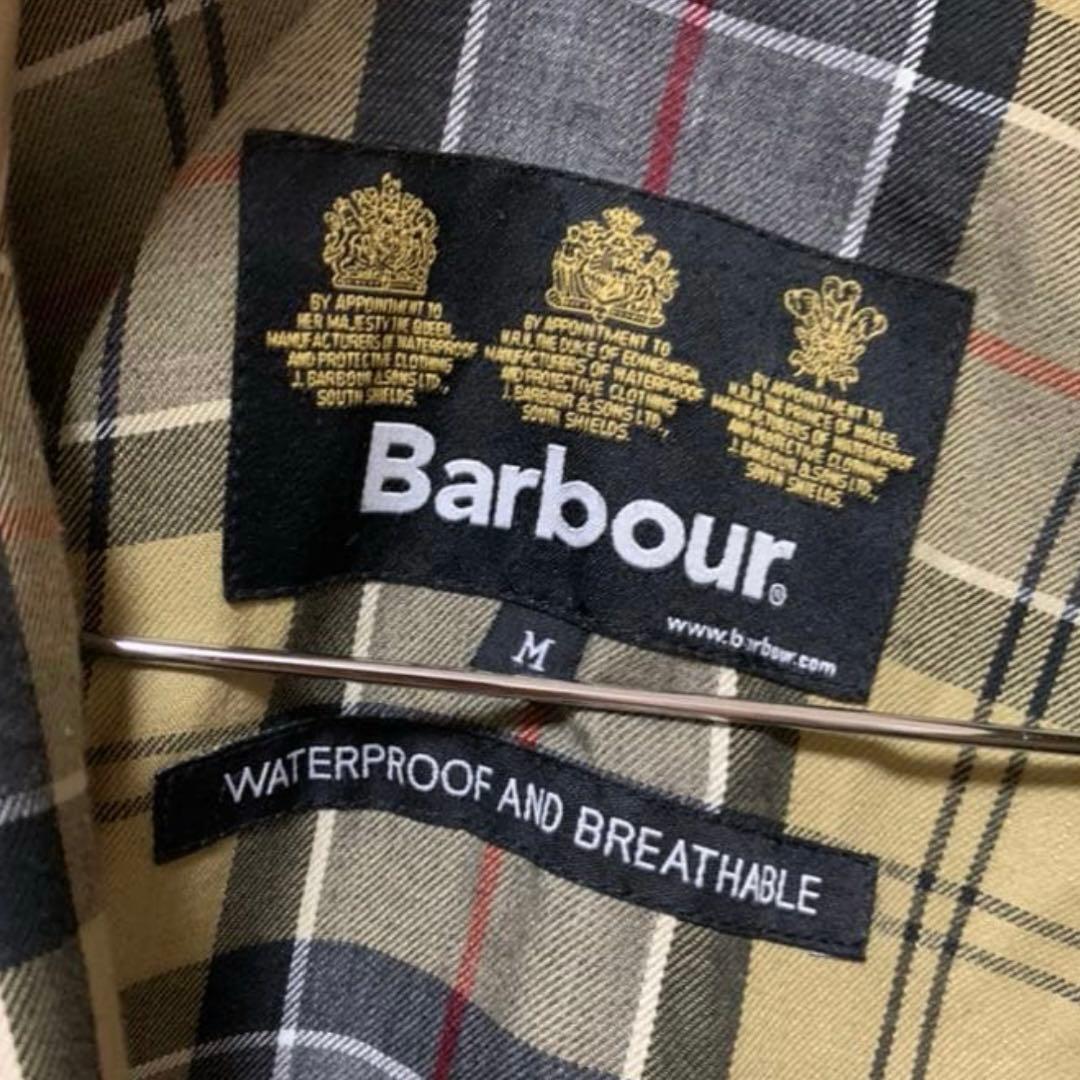 BY APPOINTMENT TO
HER MAJESTY THE QUEEN
MANUFACTURERS OF WATERPROOF
AND PROTECTIVE CLOTHING
J. BARBOUR & SONS LTD.,
SOUTH SHIELDS.
BY APPOINTMENT TO
H.R.H. THE DUKE OF EDINBURGH
MANUFACTURERS OF WATERPROOF
AND PROTECTIVE CLOTHING
J. BARBOUR & SONS LTD.,
SOUTH SHIELDS.
BY APPOINTMENT TO
H.R.H. THE PRINCE OF WALES
MANUFACTURERS OF WATERPROOF
AND PROTECTIVE CLOTHING
J. BARBOUR & SONS LTD.,
SOUTH SHIELDS.
Barbour®
www.barbour.com
M
WATERPROOF AND BREATHABLE